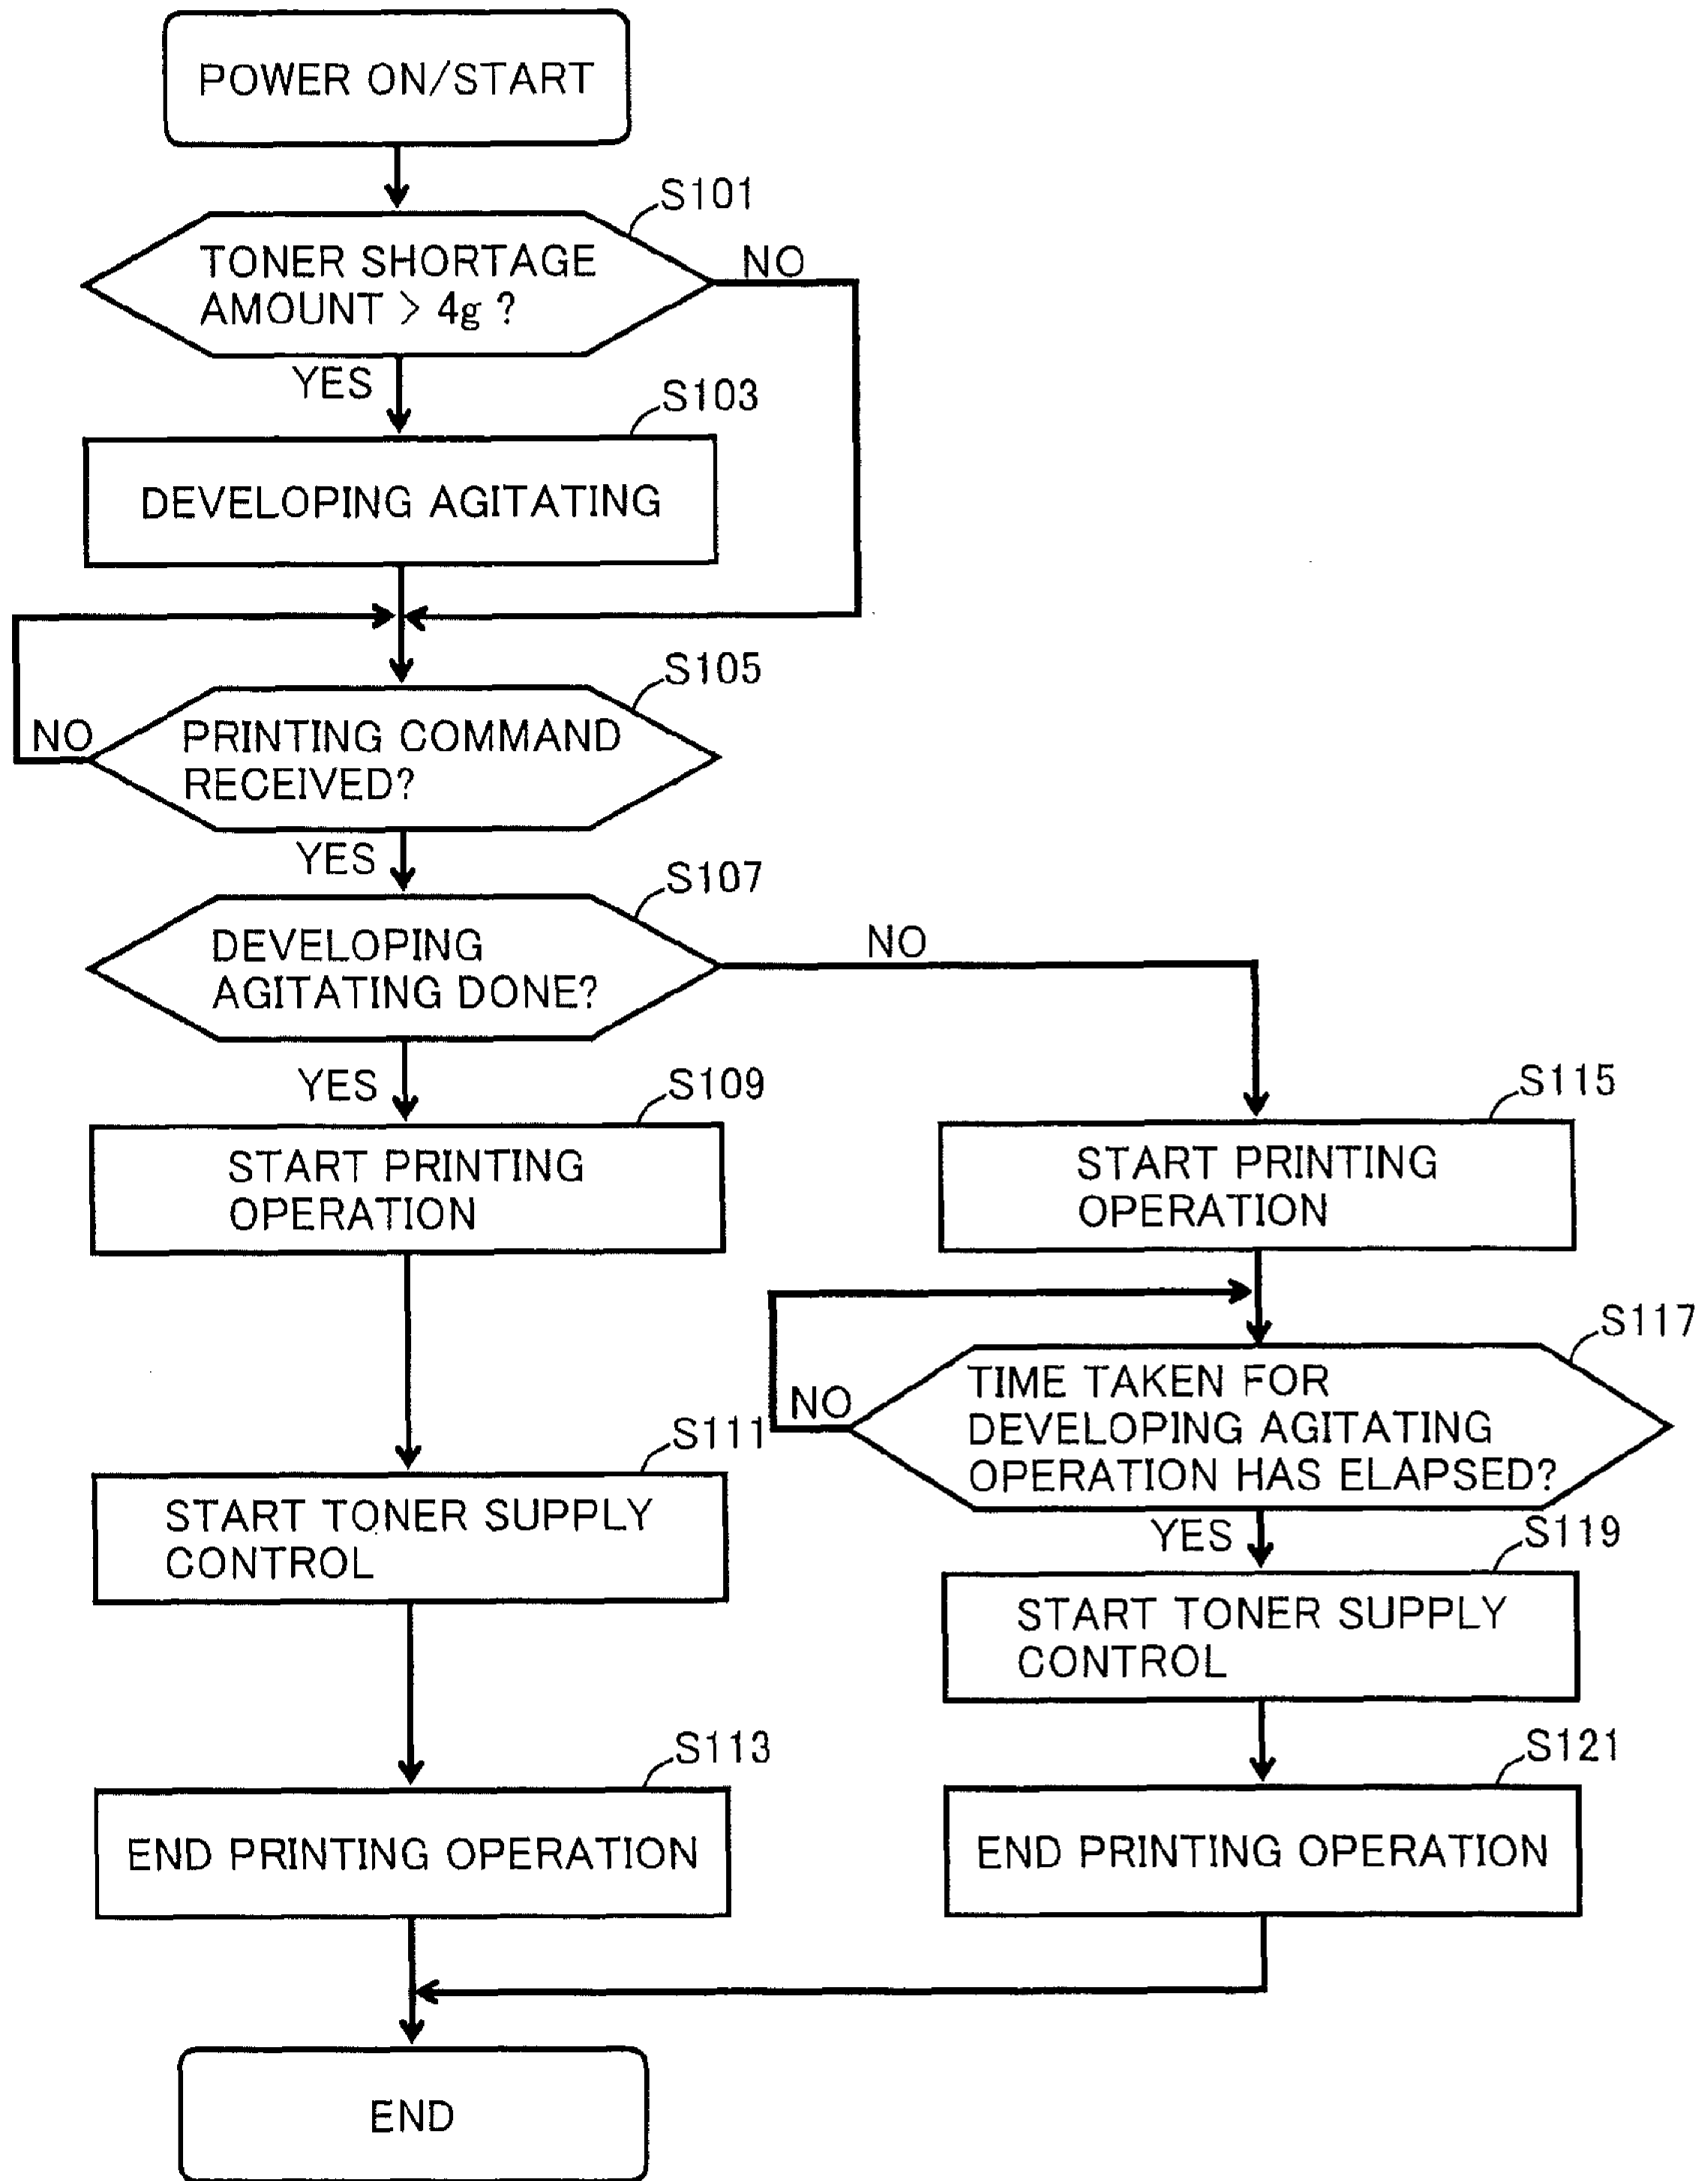 POWER ON/START
S101
TONER SHORTAGE
AMOUNT > 4g ?
NO
YES
S103
DEVELOPING AGITATING
S105
PRINTING COMMAND
RECEIVED?
NO
YES
S107
DEVELOPING
AGITATING DONE?
NO
YES
S109
START PRINTING
OPERATION
S111
START TONER SUPPLY
CONTROL
S113
END PRINTING OPERATION
S115
START PRINTING
OPERATION
S117
TIME TAKEN FOR
DEVELOPING AGITATING
OPERATION HAS ELAPSED?
NO
YES
S119
START TONER SUPPLY
CONTROL
S121
END PRINTING OPERATION
END